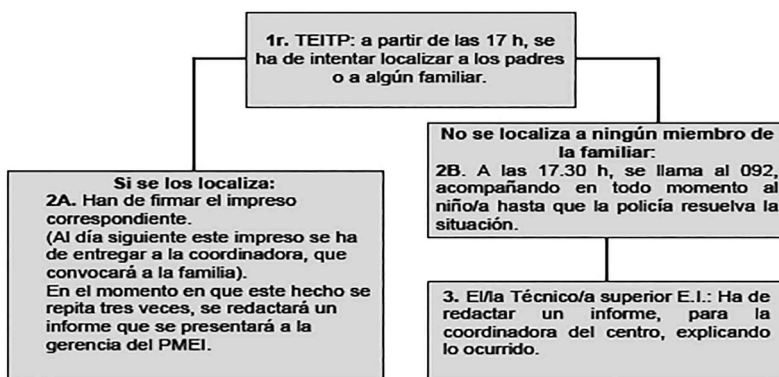 1r. TEITP: a partir de las 17 h, se
ha de intentar localizar a los padres
o a algún familiar.
No se localiza a ningún miembro de
la familiar:
2B. A las 17.30 h, se llama al 092,
acompañando en todo momento al
niño/a hasta que la policía resuelva la
situación.
Si se los localiza:
2A. Han de firmar el impreso
correspondiente.
(Al día siguiente este impreso se ha
de entregar a la coordinadora, que
convocará a la familia).
En el momento en que este hecho se
repita tres veces, se redactará un
informe que se presentará a la
gerencia del PMEI.
3. El/la Técnico/a superior E.I.: Ha de
redactar un informe, para la
coordinadora del centro, explicando
lo ocurrido.